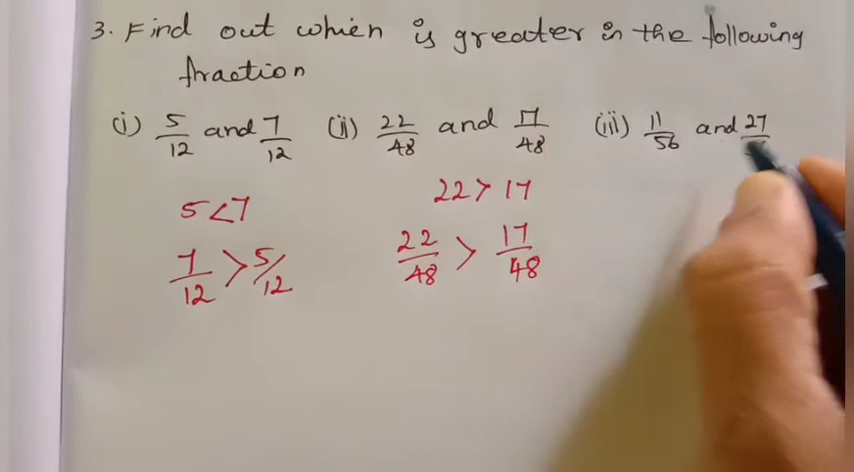 3. Find out which is greater in the following
fraction
(i) 5/12 and 7/12 (ii) 22/48 and 17/48 (iii) 11/56 and 27/
5 < 7 22 > 17
7/12 > 5/12 22/48 > 17/48